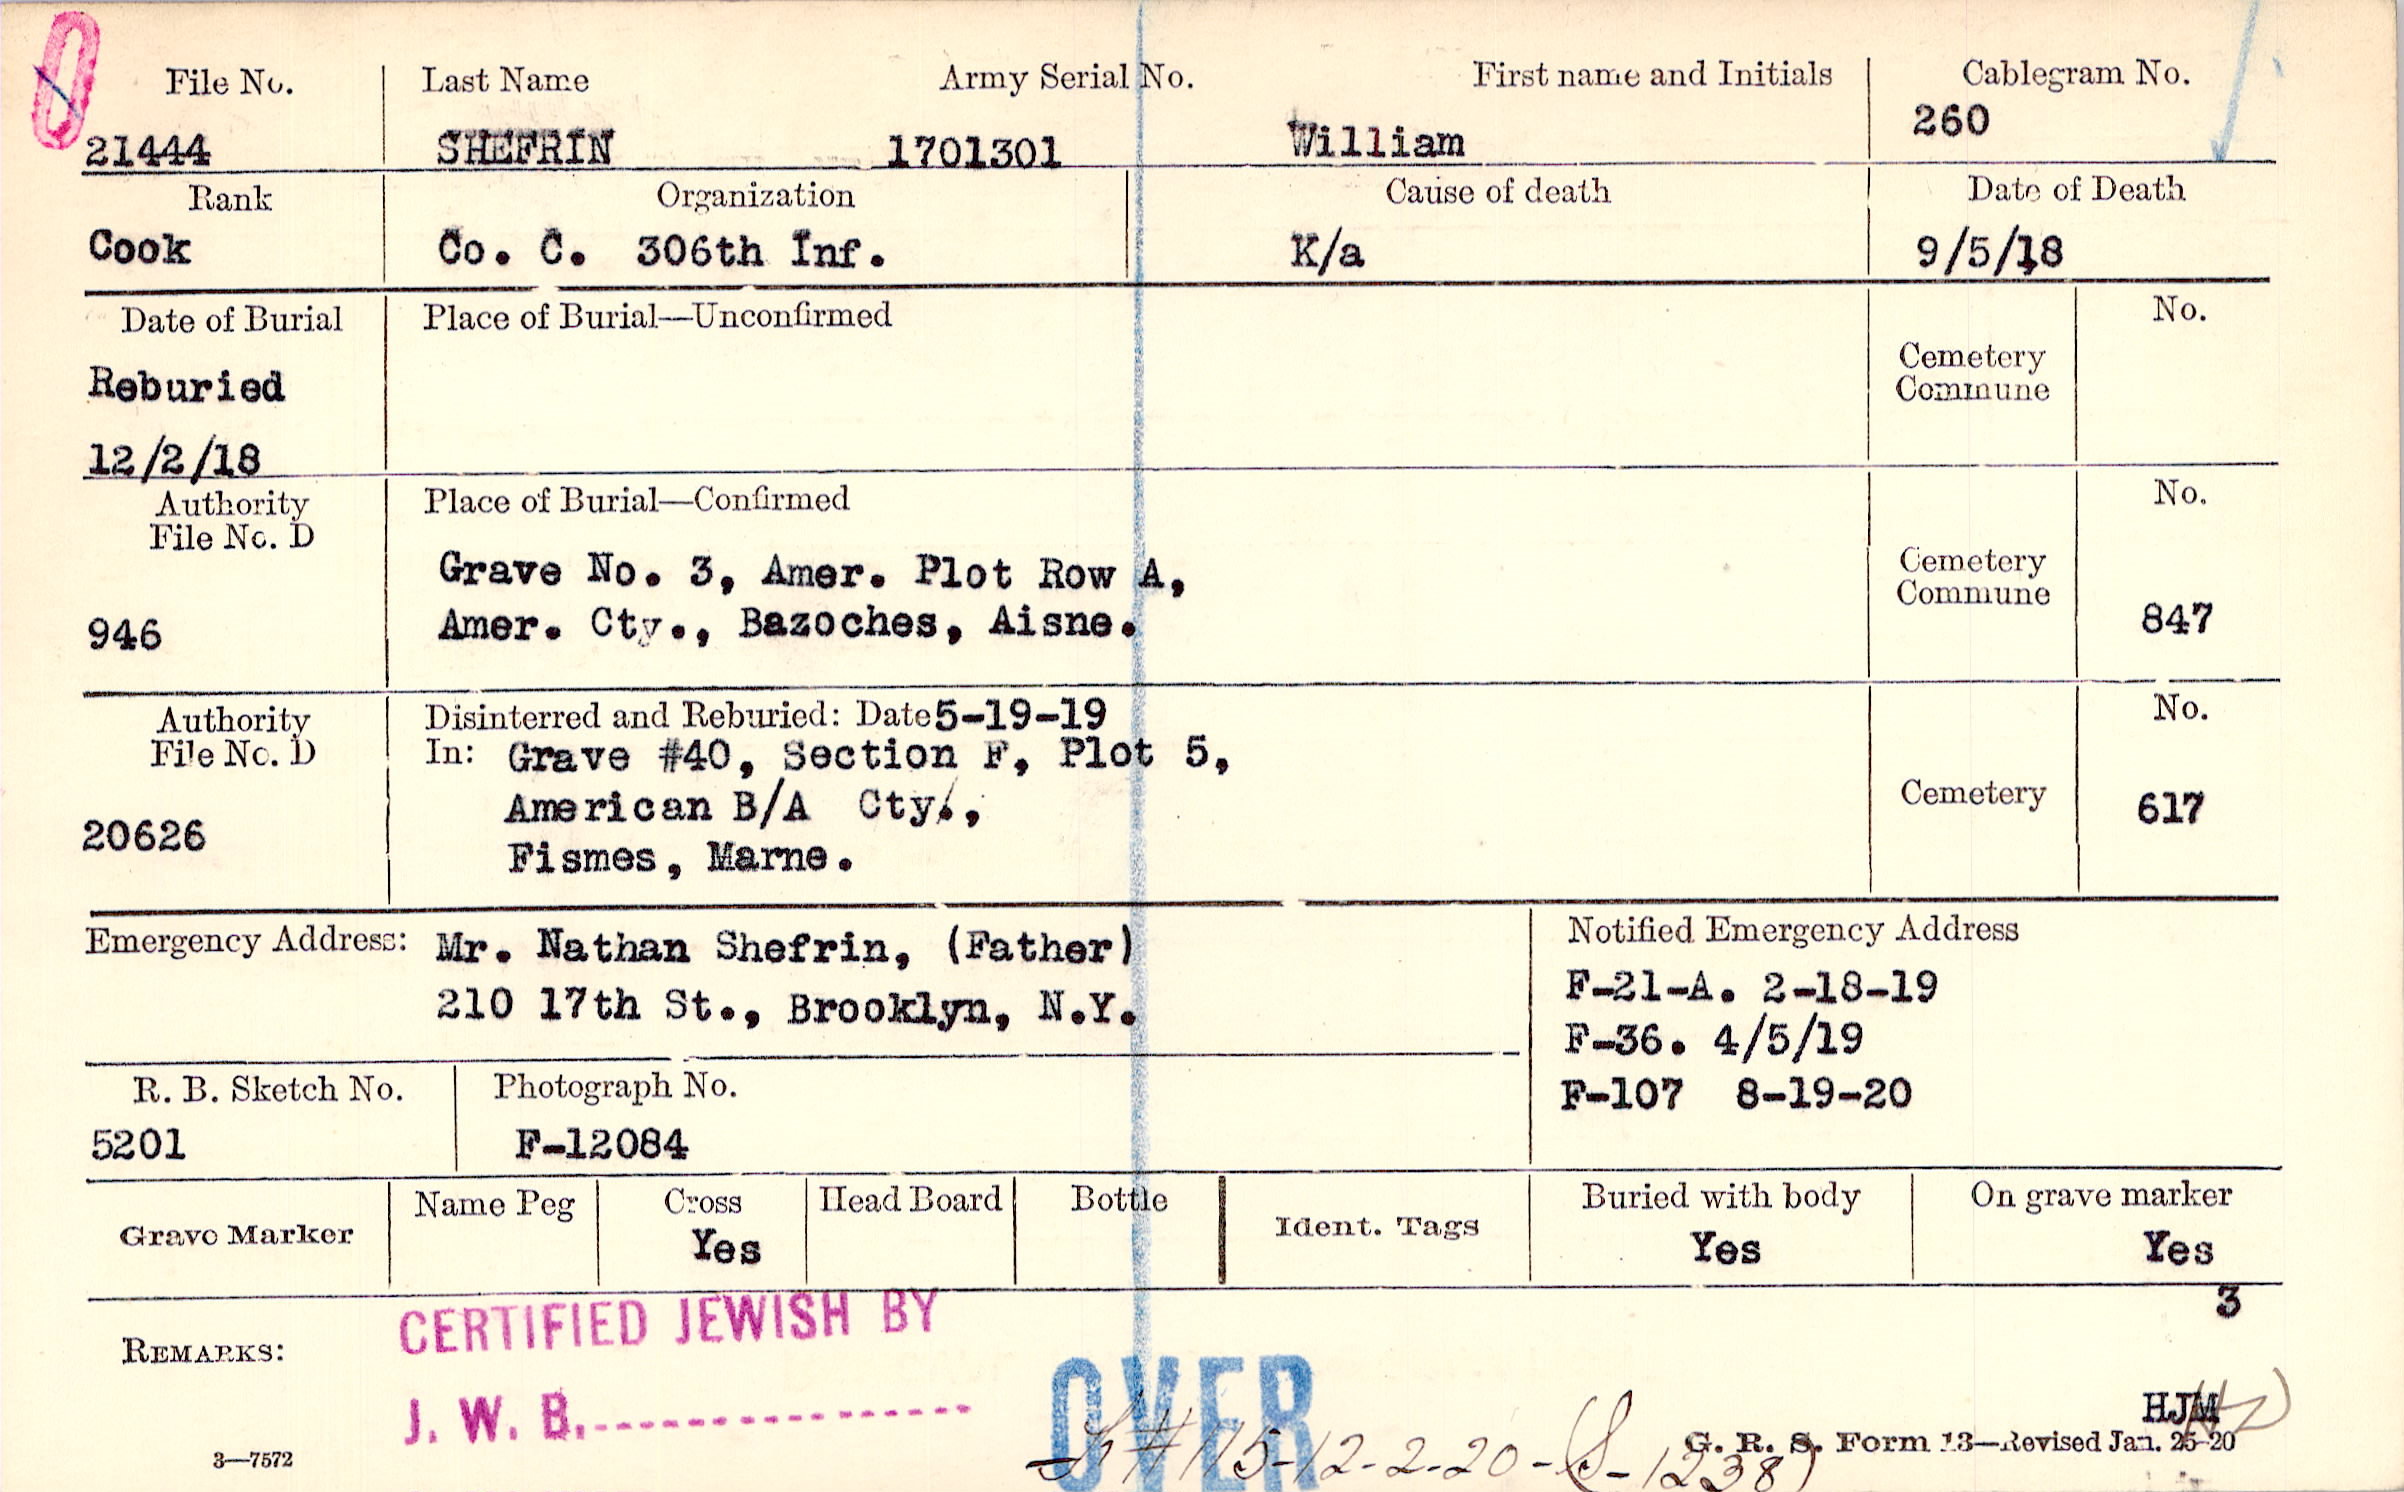 File No. Last Name Army Serial No. First name and Initials Cablegram No.
21444 SHEFRIN 1701301 William 260
Rank Organization Cause of death Date of Death
Cook Co. C. 306th Inf. K/a 9/5/18
Date of Burial Place of Burial—Unconfirmed No.
Cemetery
Commune
Reburied
12/2/18
Authority Place of Burial—Confirmed No.
File No. D
Grave No. 3, Amer. Plot Row A, Cemetery
Commune
946 Amer. Cty., Bazoches, Aisne. 847
Authority Disinterred and Reburied: Date 5-19-19 No.
File No. D In: Grave #40, Section F, Plot 5,
American B/A Cty., Cemetery 617
20626
Fismes, Marne.
Emergency Address: Mr. Nathan Shefrin, (Father) Notified Emergency Address
210 17th St., Brooklyn, N.Y. F-21-A. 2-18-19
F-36. 4/5/19
R. B. Sketch No. Photograph No. F-107 8-19-20
5201 F-12084
Grave Marker Name Peg Cross Head Board Bottle Ident. Tags Buried with body On grave marker
Yes Yes Yes
3
REMARKS: CERTIFIED JEWISH BY
J. W. B.
OVER
HJM
#115-12-2-20-(S-1238)
3—7572 G. R. S. Form 13—Revised Jan. 25-20